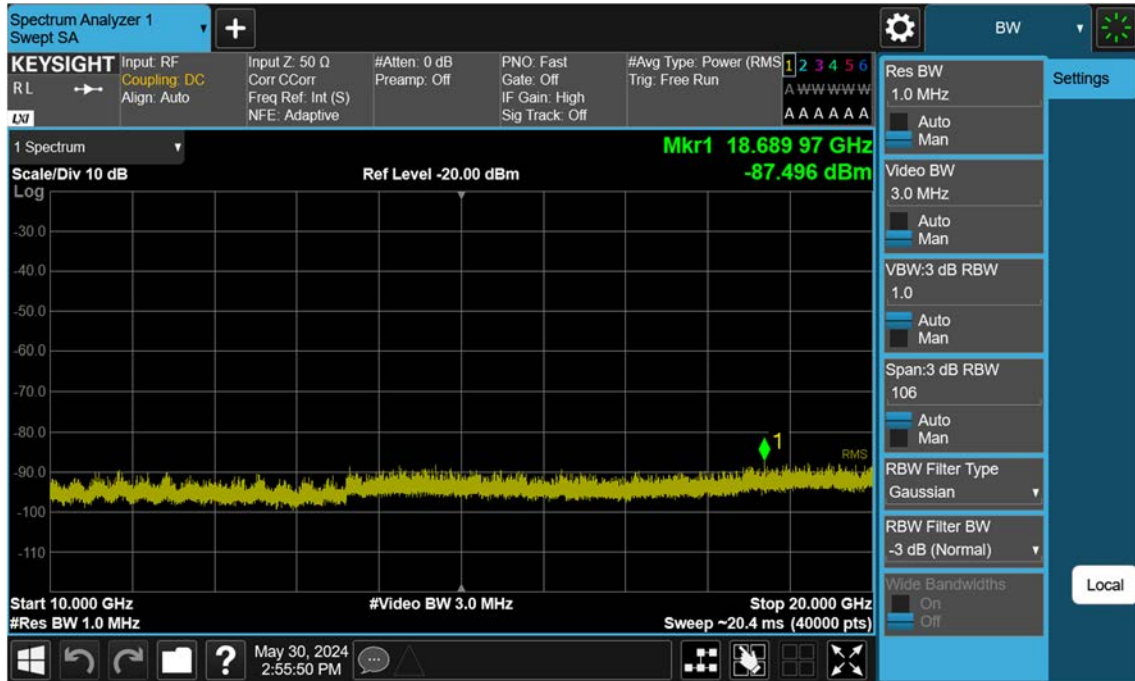 Spectrum Analyzer 1
Swept SA
BW
KEYSIGHT
R L
LXI
Input: RF
Coupling: DC
Align: Auto
Input Z: 50 Ω
Corr CCorr
Freq Ref: Int (S)
NFE: Adaptive
#Atten: 0 dB
Preamp: Off
PNO: Fast
Gate: Off
IF Gain: High
Sig Track: Off
#Avg Type: Power (RMS
Trig: Free Run
1 2 3 4 5 6
A W W W W W
A A A A A A
1 Spectrum
Mkr1 18.689 97 GHz
-87.496 dBm
Scale/Div 10 dB
Ref Level -20.00 dBm
Log
-30.0
-40.0
-50.0
-60.0
-70.0
-80.0
-90.0
-100
-110
1
RMS
Start 10.000 GHz
#Video BW 3.0 MHz
Stop 20.000 GHz
#Res BW 1.0 MHz
Sweep ~20.4 ms (40000 pts)
Res BW
1.0 MHz
Auto
Man
Video BW
3.0 MHz
Auto
Man
VBW:3 dB RBW
1.0
Auto
Man
Span:3 dB RBW
106
Auto
Man
RBW Filter Type
Gaussian
RBW Filter BW
-3 dB (Normal)
Wide Bandwidths
On
Off
Settings
Local
?
May 30, 2024
2:55:50 PM